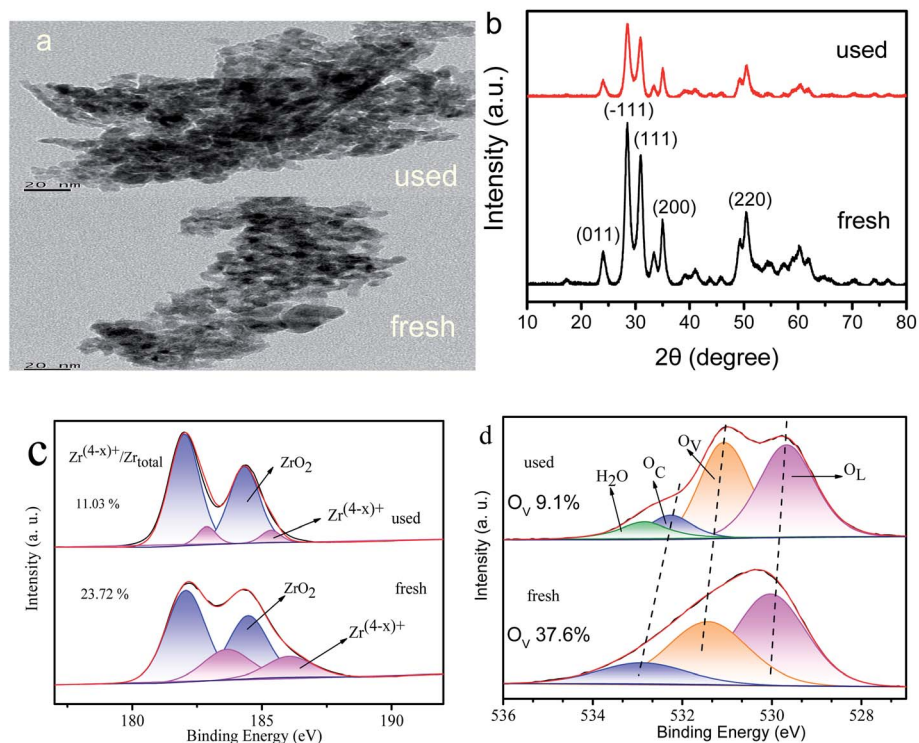 a
used
20 nm
fresh
20 nm
b
used
(-111)
(111)
(011)
(200)
(220)
fresh
Intensity (a.u.)
10 20 30 40 50 60 70 80
2θ (degree)
c
Zr(4-x)+/Zrtotal
11.03 %
ZrO2
Zr(4-x)+
used
23.72 %
ZrO2
fresh
Zr(4-x)+
Intensity (a. u.)
180 185 190
Binding Energy (eV)
d
used
OV 9.1%
H2O
OC
OV
OL
fresh
OV 37.6%
Intensity (a. u.)
536 534 532 530 528
Binding Energy (eV)